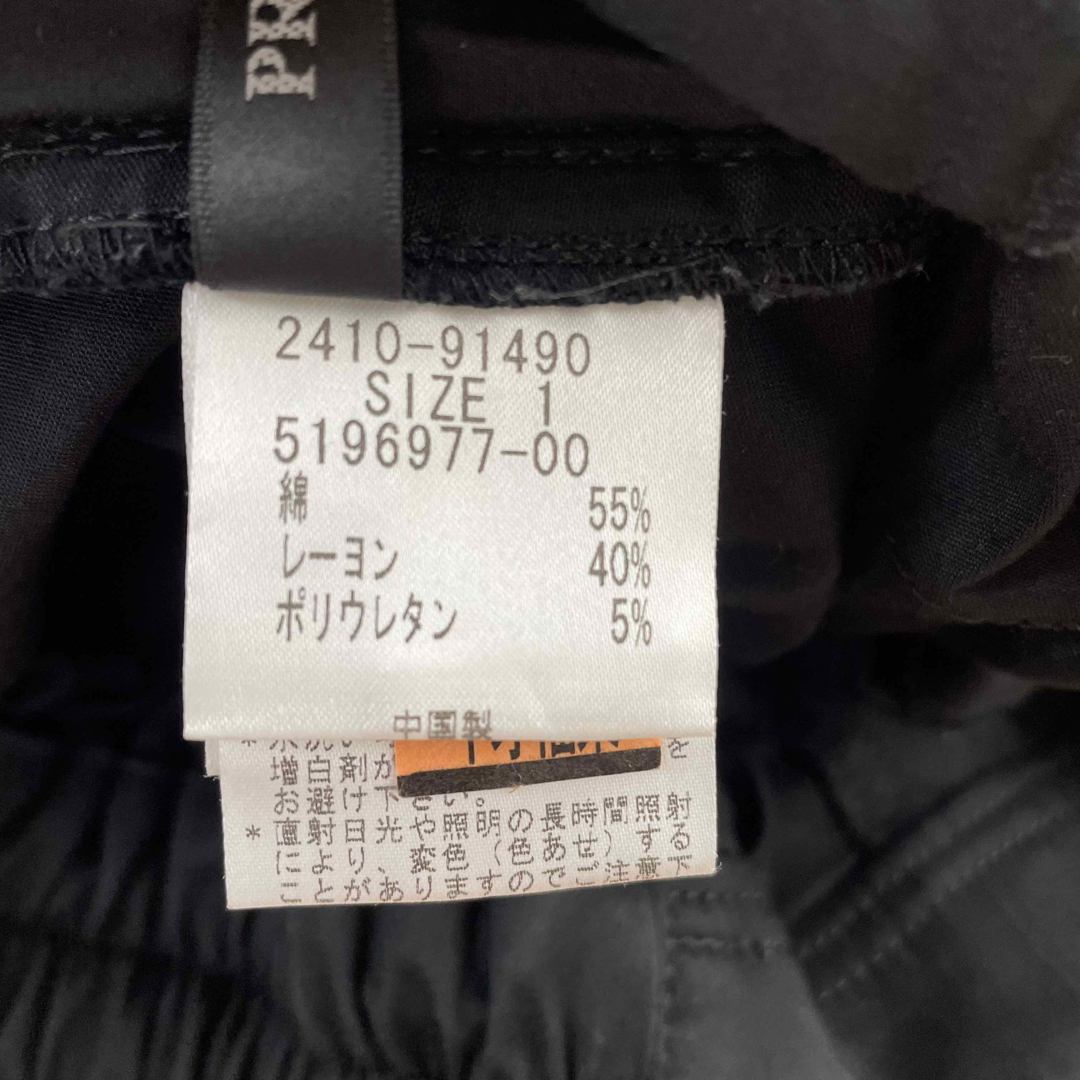 PR
2410-91490
SIZE 1
5196977-00
綿 55%
レーヨン 40%
ポリウレタン 5%
中国製
を
増白剤が
お避け下さい。
* 直射日光や照明の長時間照射
によりが、変色(色あせ)する
ことがありますのでご注意下